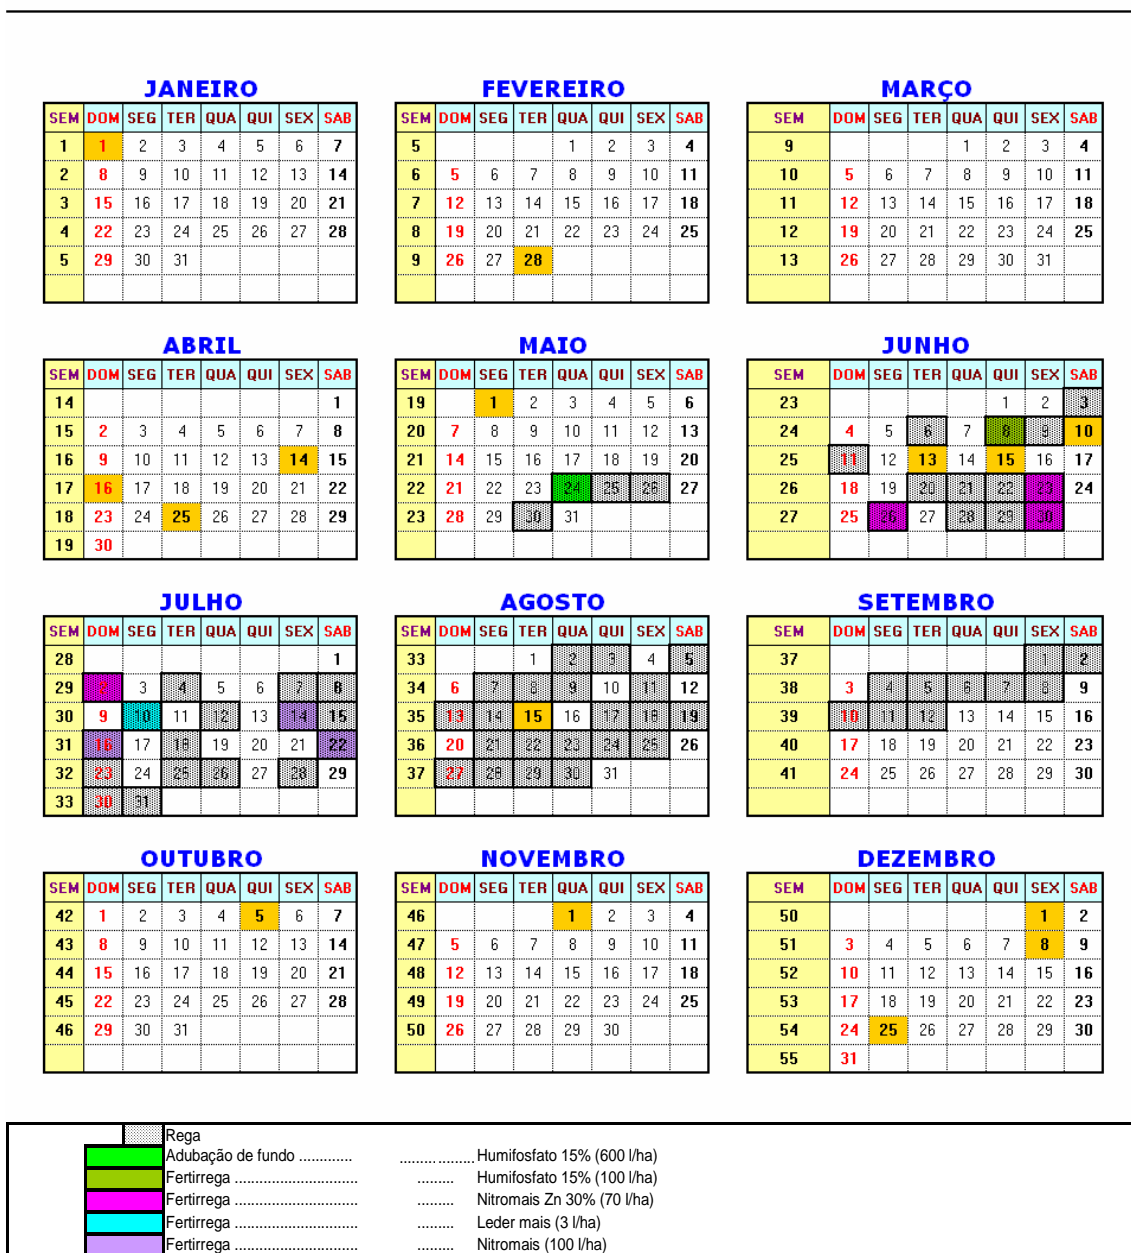 JANEIRO FEVEREIRO MARÇO
SEM DOM SEG TER QUA QUI SEX SAB SEM DOM SEG TER QUA QUI SEX SAB SEM DOM SEG TER QUA QUI SEX SAB
1 1 2 3 4 5 6 7 5 1 2 3 4 9 1 2 3 4
2 8 9 10 11 12 13 14 6 5 6 7 8 9 10 11 10 5 6 7 8 9 10 11
3 15 16 17 18 19 20 21 7 12 13 14 15 16 17 18 11 12 13 14 15 16 17 18
4 22 23 24 25 26 27 28 8 19 20 21 22 23 24 25 12 19 20 21 22 23 24 25
5 29 30 31 9 26 27 28 13 26 27 28 29 30 31
ABRIL MAIO JUNHO
SEM DOM SEG TER QUA QUI SEX SAB SEM DOM SEG TER QUA QUI SEX SAB SEM DOM SEG TER QUA QUI SEX SAB
14 1 19 1 2 3 4 5 6 23 1 2 3
15 2 3 4 5 6 7 8 20 7 8 9 10 11 12 13 24 4 5 6 7 8 9 10
16 9 10 11 12 13 14 15 21 14 15 16 17 18 19 20 25 11 12 13 14 15 16 17
17 16 17 18 19 20 21 22 22 21 22 23 24 25 26 27 26 18 19 20 21 22 23 24
18 23 24 25 26 27 28 29 23 28 29 30 31 27 25 26 27 28 29 30
19 30
JULHO AGOSTO SETEMBRO
SEM DOM SEG TER QUA QUI SEX SAB SEM DOM SEG TER QUA QUI SEX SAB SEM DOM SEG TER QUA QUI SEX SAB
28 1 33 1 2 3 4 5 37 1 2
29 2 3 4 5 6 7 8 34 6 7 8 9 10 11 12 38 3 4 5 6 7 8 9
30 9 10 11 12 13 14 15 35 13 14 15 16 17 18 19 39 10 11 12 13 14 15 16
31 16 17 18 19 20 21 22 36 20 21 22 23 24 25 26 40 17 18 19 20 21 22 23
32 23 24 25 26 27 28 29 37 27 28 29 30 31 41 24 25 26 27 28 29 30
33 30 31
OUTUBRO NOVEMBRO DEZEMBRO
SEM DOM SEG TER QUA QUI SEX SAB SEM DOM SEG TER QUA QUI SEX SAB SEM DOM SEG TER QUA QUI SEX SAB
42 1 2 3 4 5 6 7 46 1 2 3 4 50 1 2
43 8 9 10 11 12 13 14 47 5 6 7 8 9 10 11 51 3 4 5 6 7 8 9
44 15 16 17 18 19 20 21 48 12 13 14 15 16 17 18 52 10 11 12 13 14 15 16
45 22 23 24 25 26 27 28 49 19 20 21 22 23 24 25 53 17 18 19 20 21 22 23
46 29 30 31 50 26 27 28 29 30 54 24 25 26 27 28 29 30
55 31
Rega
Adubação de fundo ............. .................. Humifosfato 15% (600 l/ha)
Fertirrega .............................. ......... Humifosfato 15% (100 l/ha)
Fertirrega .............................. ......... Nitromais Zn 30% (70 l/ha)
Fertirrega .............................. ......... Leder mais (3 l/ha)
Fertirrega .............................. ......... Nitromais (100 l/ha)